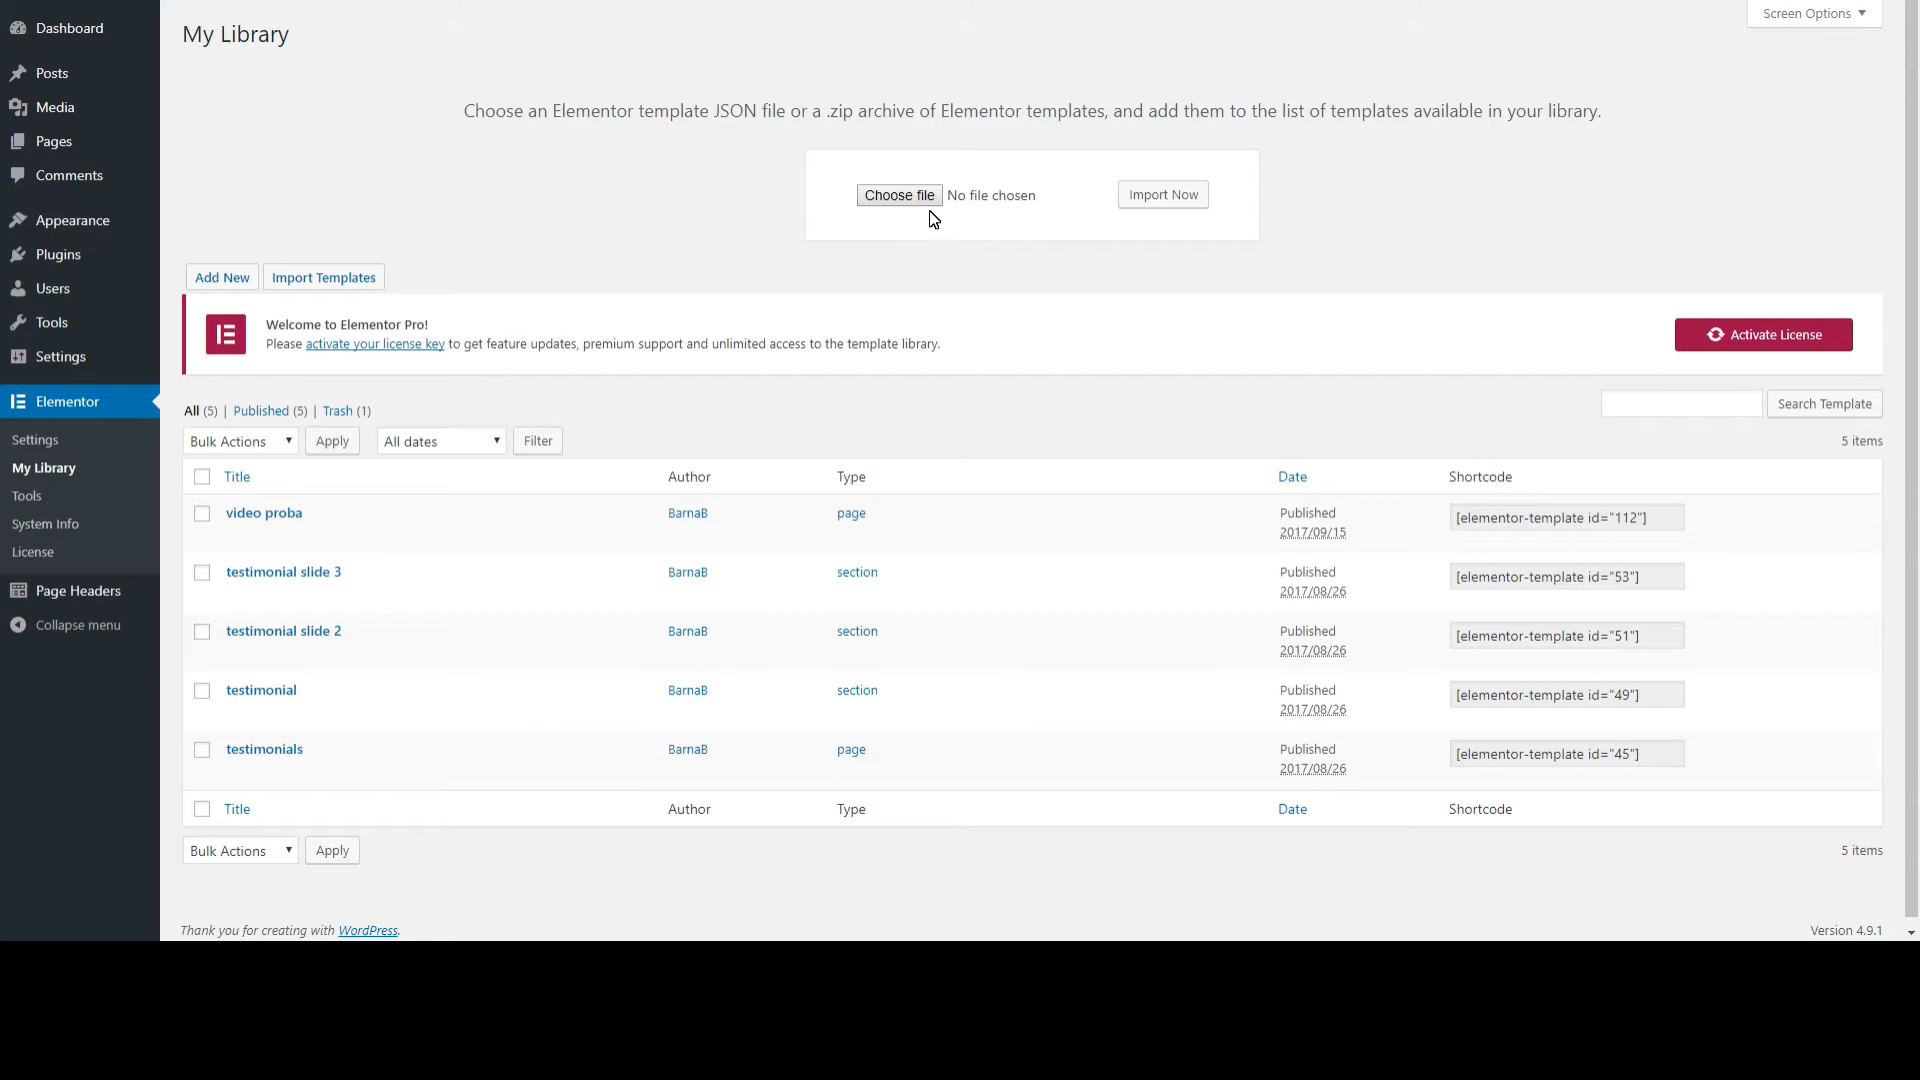 Dashboard
Posts
Media
Pages
Comments
Appearance
Plugins
Users
Tools
Settings
Elementor
Settings
My Library
Tools
System Info
License
Page Headers
Collapse menu
Screen Options
My Library
Choose an Elementor template JSON file or a .zip archive of Elementor templates, and add them to the list of templates available in your library.
Choose file No file chosen Import Now
Add New Import Templates
Welcome to Elementor Pro!
Please activate your license key to get feature updates, premium support and unlimited access to the template library.
Activate License
All (5) | Published (5) | Trash (1)
Search Template
Bulk Actions Apply All dates Filter 5 items
Title Author Type Date Shortcode
video proba BarnaB page Published [elementor-template id="112"]
2017/09/15
testimonial slide 3 BarnaB section Published [elementor-template id="53"]
2017/08/26
testimonial slide 2 BarnaB section Published [elementor-template id="51"]
2017/08/26
testimonial BarnaB section Published [elementor-template id="49"]
2017/08/26
testimonials BarnaB page Published [elementor-template id="45"]
2017/08/26
Title Author Type Date Shortcode
Bulk Actions Apply 5 items
Thank you for creating with WordPress. Version 4.9.1